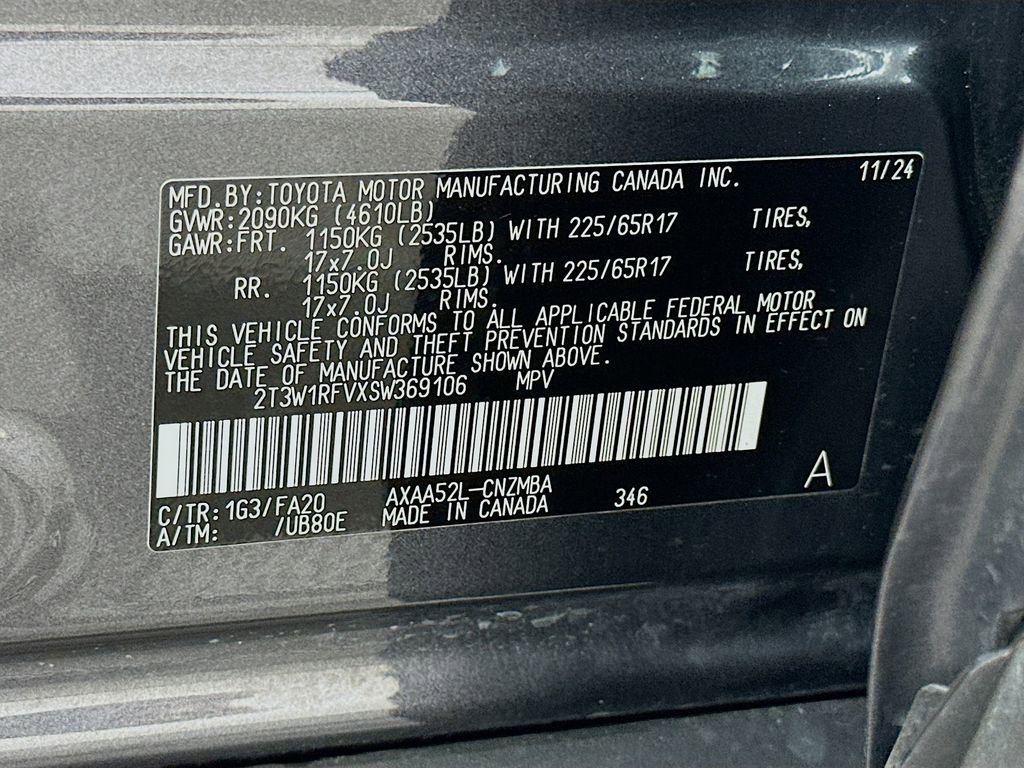 MFD.BY:TOYOTA MOTOR MANUFACTURING CANADA INC. 11/24
GVWR:2090KG (4610LB)
GAWR:FRT. 1150KG (2535LB) WITH 225/65R17 TIRES,
17x7.0J RIMS.
RR. 1150KG (2535LB) WITH 225/65R17 TIRES,
17x7.0J RIMS.
THIS VEHICLE CONFORMS TO ALL APPLICABLE FEDERAL MOTOR
VEHICLE SAFETY AND THEFT PREVENTION STANDARDS IN EFFECT ON
THE DATE OF MANUFACTURE SHOWN ABOVE.
2T3W1RFVXSW369106 MPV
A
C/TR:1G3/FA20 AXAA52L-CNZMBA 346
A/TM: /UB80E MADE IN CANADA